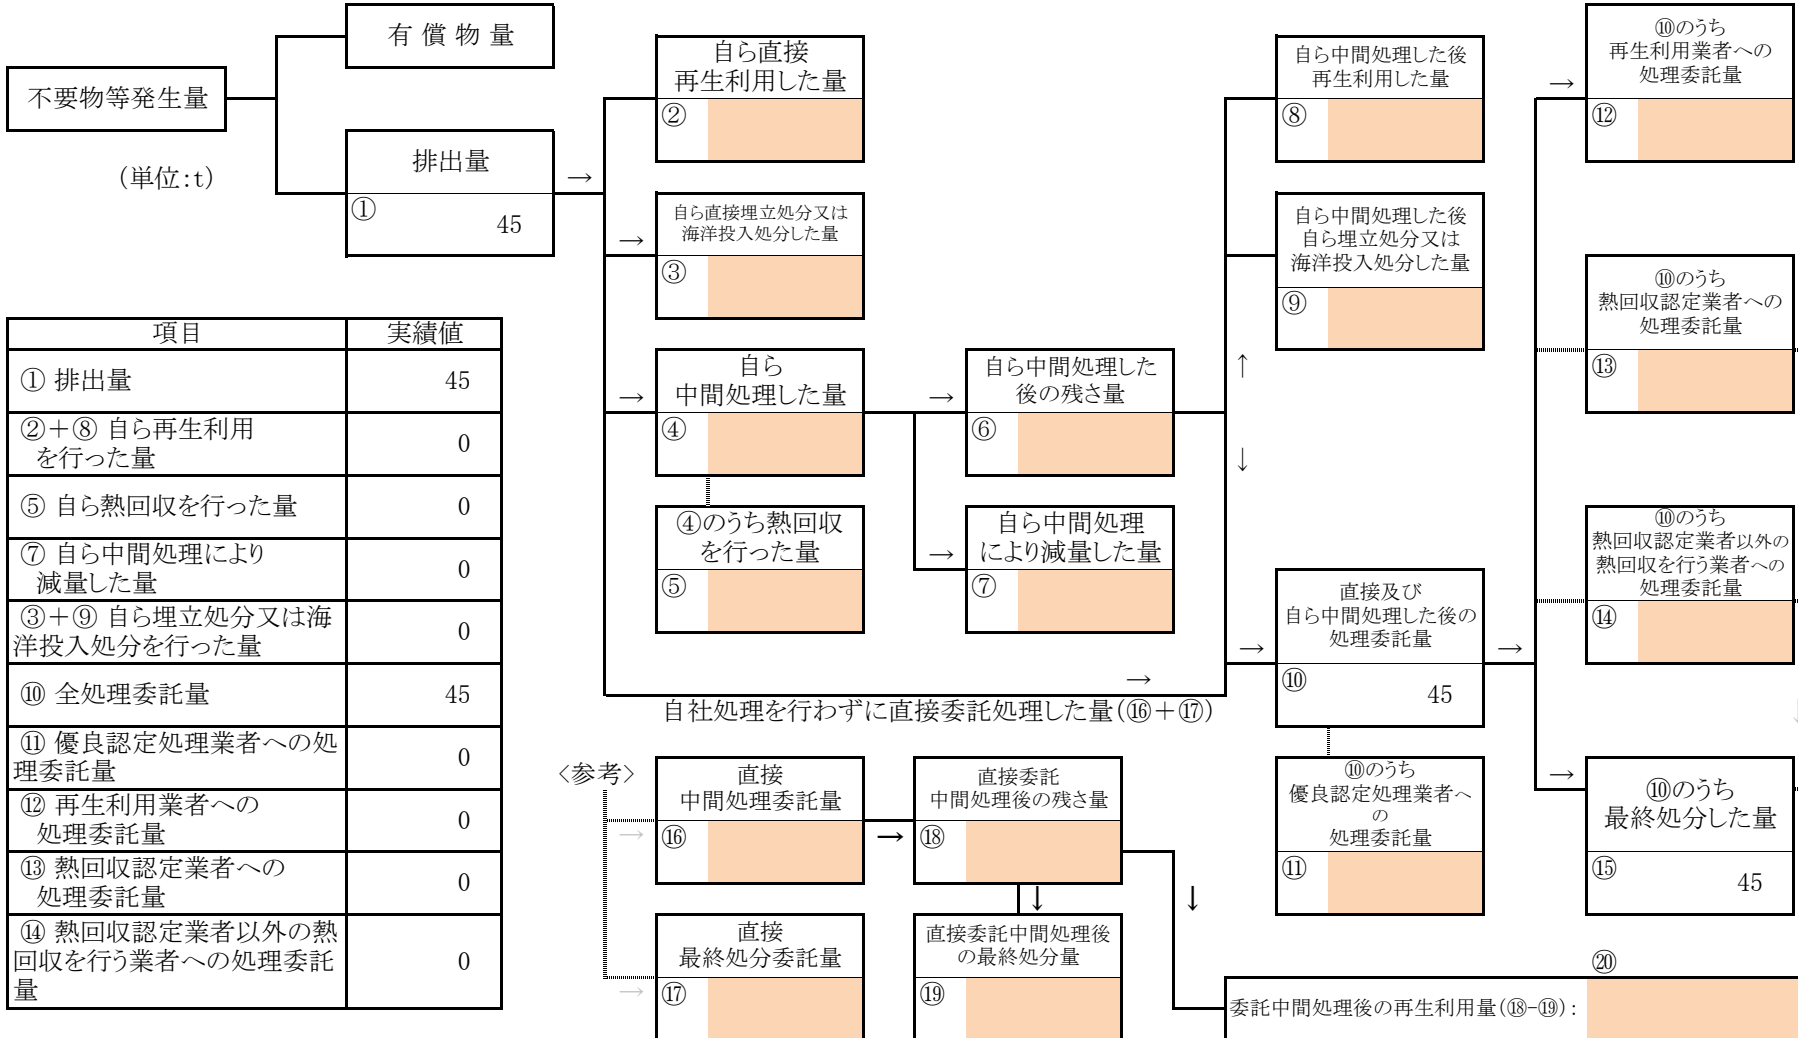 有 償 物 量
不要物等発生量
（単位:t）
排出量
→
①
45
自ら直接
再生利用した量
②
→
自ら直接埋立処分又は
海洋投入処分した量
③
→
自ら
中間処理した量
④
④のうち熱回収
を行った量
⑤
→
自ら中間処理した
後の残さ量
⑥
→
自ら中間処理
により減量した量
⑦
自ら中間処理した後
再生利用した量
⑧
自ら中間処理した後
自ら埋立処分又は
海洋投入処分した量
⑨
↑
↓
→
直接及び
自ら中間処理した後の
処理委託量
⑩
45
→
⑩のうち
優良認定処理業者へ
の
処理委託量
⑪
→
⑩のうち
再生利用業者への
処理委託量
⑫
⑩のうち
熱回収認定業者への
処理委託量
⑬
⑩のうち
熱回収認定業者以外の
熱回収を行う業者への
処理委託量
⑭
→
⑩のうち
最終処分した量
⑮
45
→
自社処理を行わずに直接委託処理した量(⑯＋⑰)
項目 実績値
① 排出量 45
②＋⑧ 自ら再生利用
を行った量
0
⑤ 自ら熱回収を行った量 0
⑦ 自ら中間処理により
減量した量
0
③＋⑨ 自ら埋立処分又は海
洋投入処分を行った量
0
⑩ 全処理委託量 45
⑪ 優良認定処理業者への処
理委託量
0
⑫ 再生利用業者への
処理委託量
0
⑬ 熱回収認定業者への
処理委託量
0
⑭ 熱回収認定業者以外の熱
回収を行う業者への処理委託
量
0
〈参考〉
→
直接
中間処理委託量
⑯
→
直接委託
中間処理後の残さ量
⑱
↓
↓
→
直接
最終処分委託量
⑰
直接委託中間処理後
の最終処分量
⑲
⑳
委託中間処理後の再生利用量(⑱-⑲)：